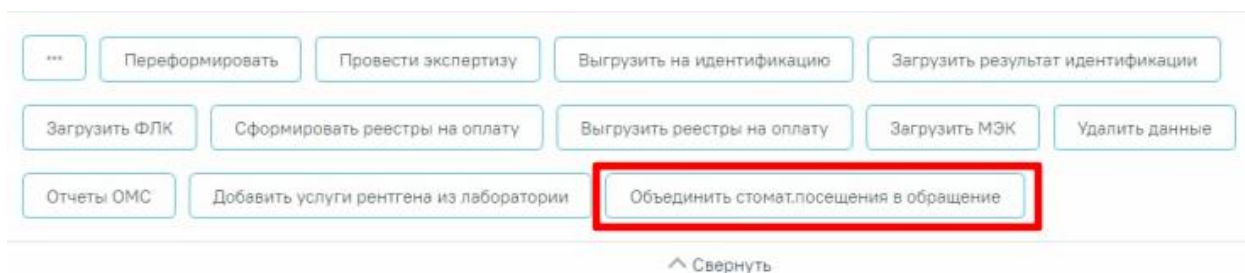 ... Переформировать Провести экспертизу Выгрузить на идентификацию Загрузить результат идентификации
Загрузить ФЛК Сформировать реестры на оплату Выгрузить реестры на оплату Загрузить МЭК Удалить данные
Отчеты ОМС Добавить услуги рентгена из лаборатории Объединить стомат.посещения в обращение
Свернуть